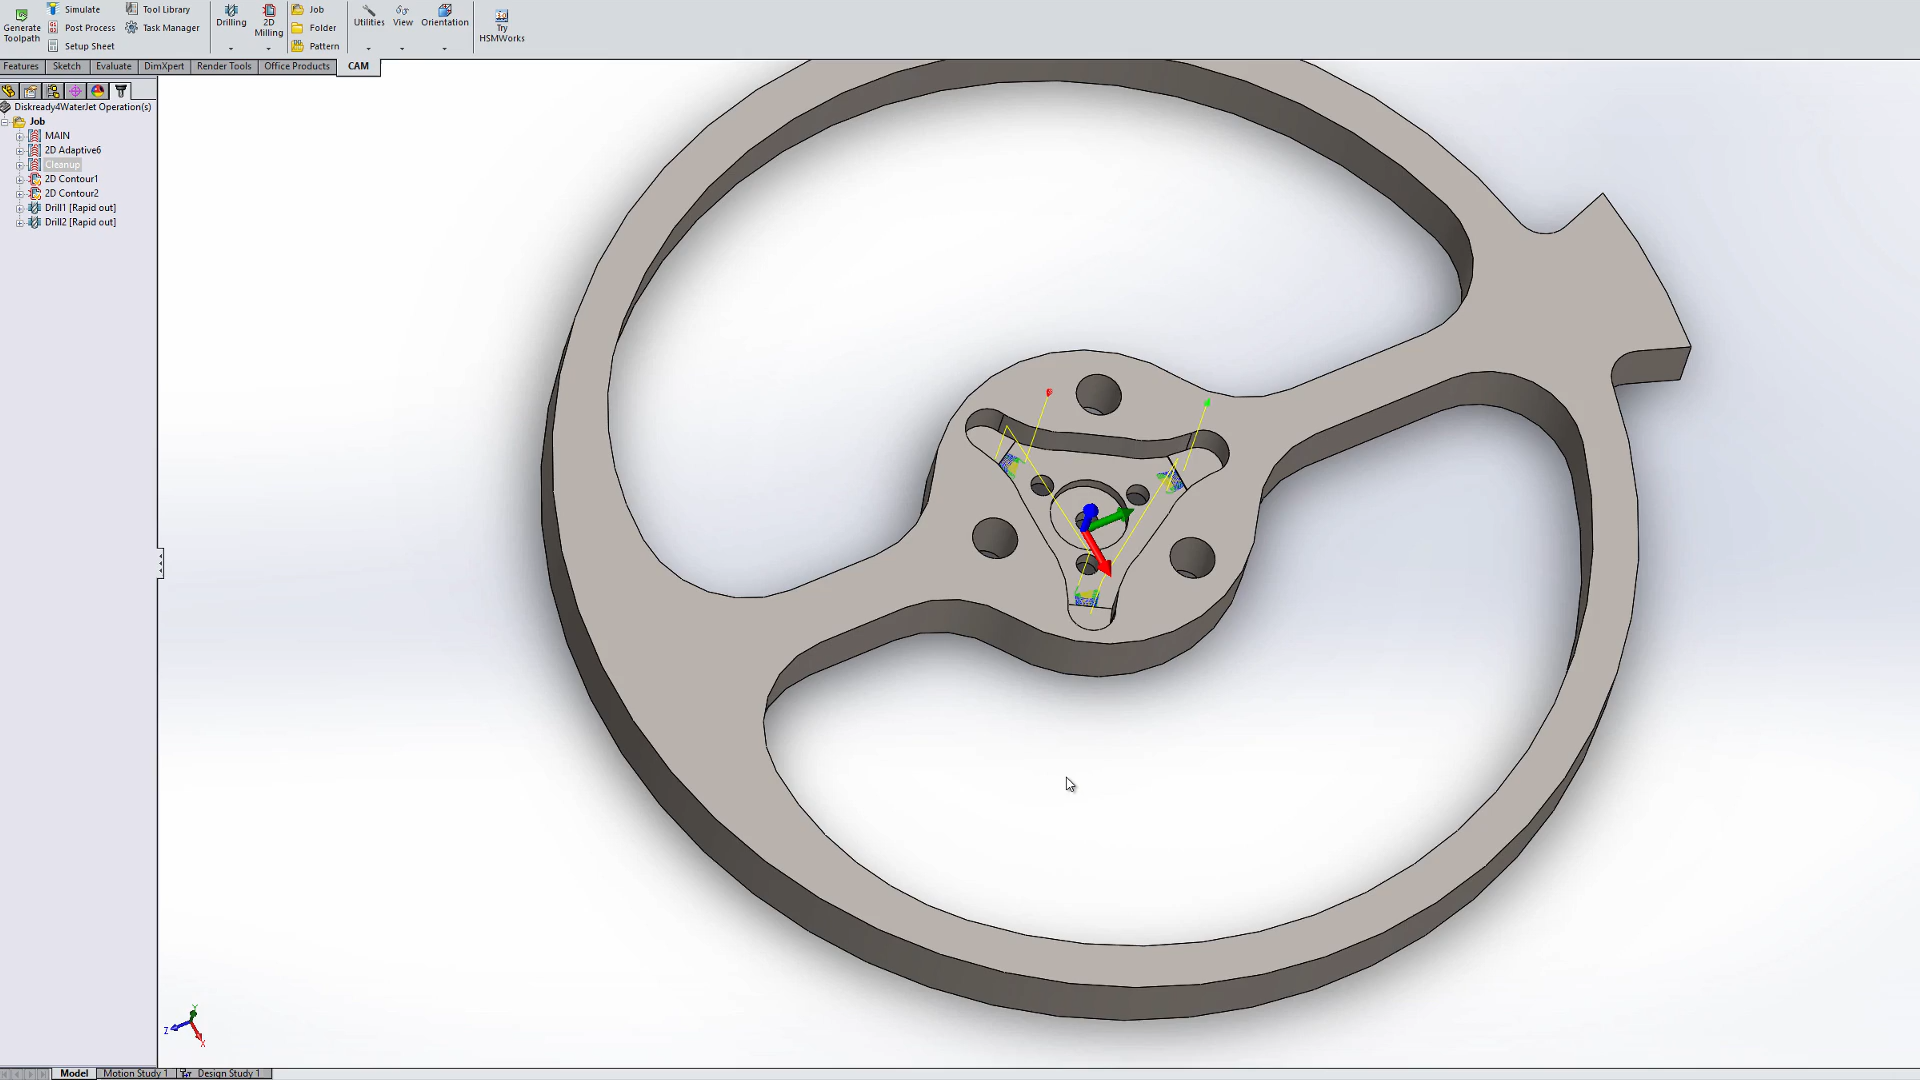 Generate
Toolpath
Simulate
Post Process
Setup Sheet
Tool Library
Task Manager
Drilling
2D
Milling
Job
Folder
Pattern
Utilities
View
Orientation
Try
HSMWorks
Features
Sketch
Evaluate
DimXpert
Render Tools
Office Products
CAM
Diskready4WaterJet Operation(s)
Job
MAIN
2D Adaptive6
Cleanup
2D Contour1
2D Contour2
Drill1 [Rapid out]
Drill2 [Rapid out]
Y
Z
X
Model
Motion Study 1
Design Study 1